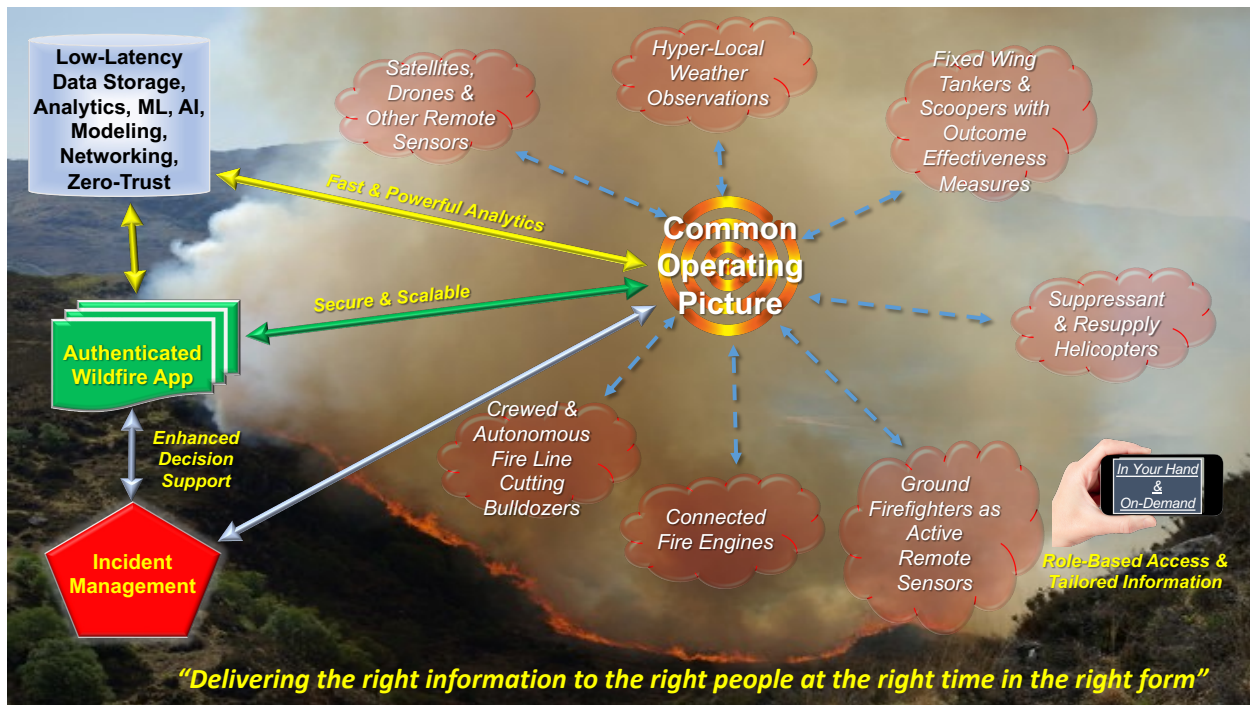 Low-Latency
Data Storage,
Analytics, ML, AI,
Modeling,
Networking,
Zero-Trust
Satellites,
Drones &
Other Remote
Sensors
Hyper-Local
Weather
Observations
Fixed Wing
Tankers &
Scoopers with
Outcome
Effectiveness
Measures
Fast & Powerful Analytics
Common
Operating
Picture
Secure & Scalable
Suppressant
& Resupply
Helicopters
Authenticated
Wildfire App
Enhanced
Decision
Support
Crewed &
Autonomous
Fire Line
Cutting
Bulldozers
Connected
Fire Engines
Ground
Firefighters as
Active
Remote
Sensors
In Your Hand
&
On-Demand
Role-Based Access &
Tailored Information
Incident
Management
“Delivering the right information to the right people at the right time in the right form”